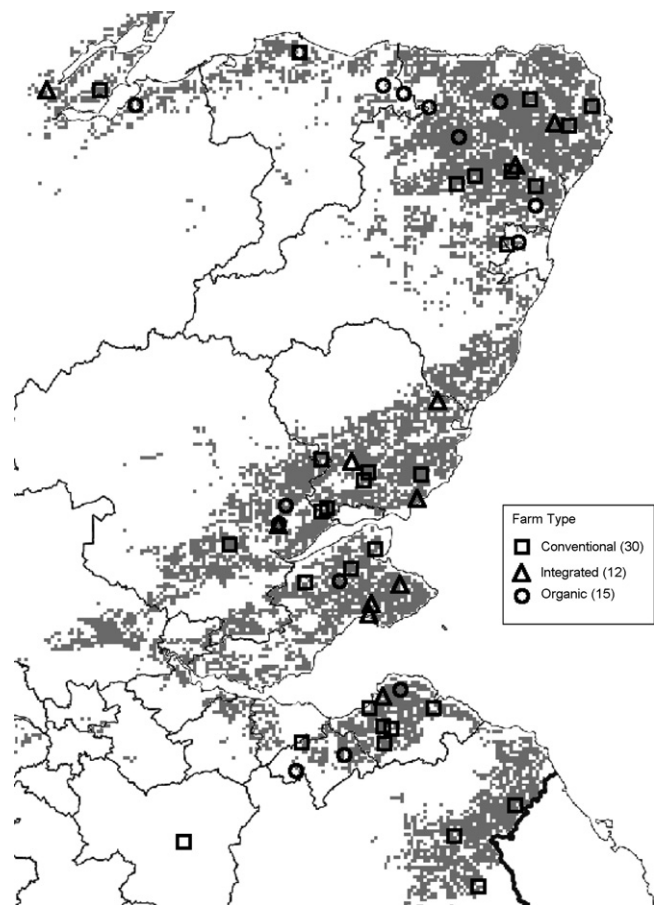 Farm Type
Conventional (30)
Integrated (12)
Organic (15)